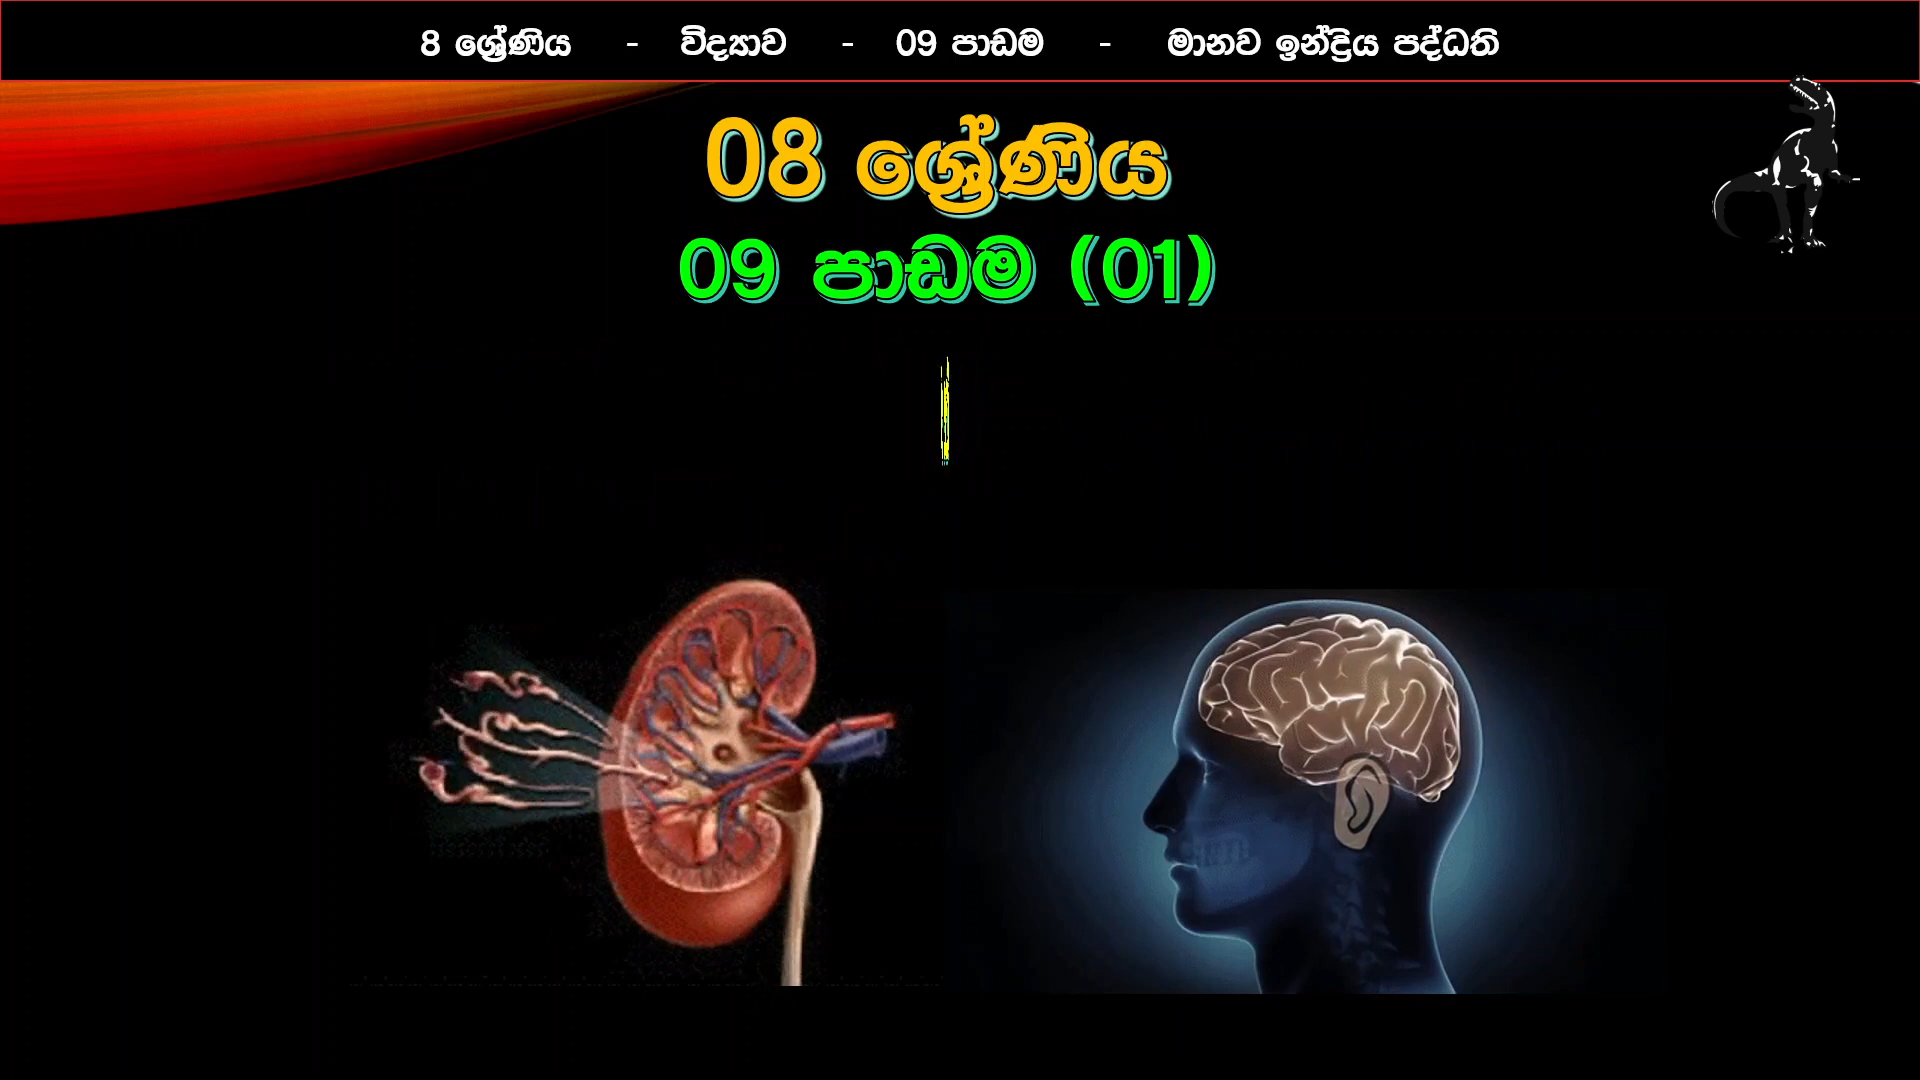 8 ශ්‍රේණිය - විද්‍යාව - 09 පාඩම - මානව ඉන්ද්‍රිය පද්ධති
08 ශ්‍රේණිය
09 පාඩම (01)